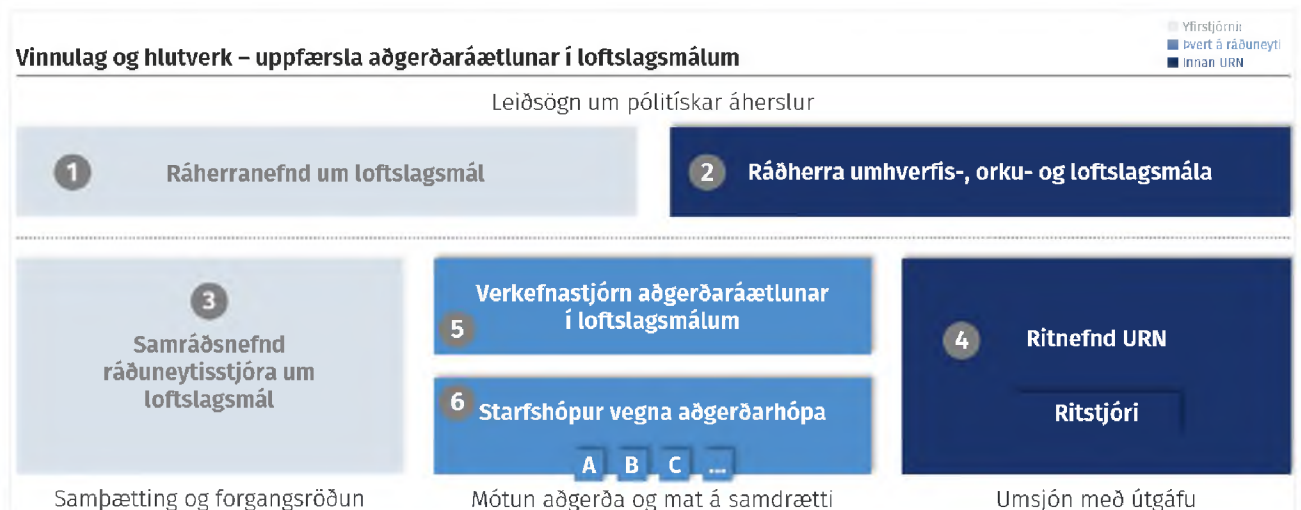 Vinnulag og hlutverk – uppfærsla aðgerðaráætlunar í loftslagsmálum
Yfirstjórnir
Þvert á ráðuneyti
Innan URN
Leiðsögn um pólitískar áherslur
1
Ráherranefnd um loftslagsmál
2
Ráðherra umhverfis-, orku- og loftslagsmála
3
Samráðsnefnd
ráðuneytisstjóra um
loftslagsmál
Verkefnastjórn aðgerðaráætlunar
í loftslagsmálum
5
6
Starfshópur vegna aðgerðarhópa
A B C ...
4
Ritnefnd URN
Ritstjóri
Samþætting og forgangsröðun
Mótun aðgerða og mat á samdrætti
Umsjón með útgáfu